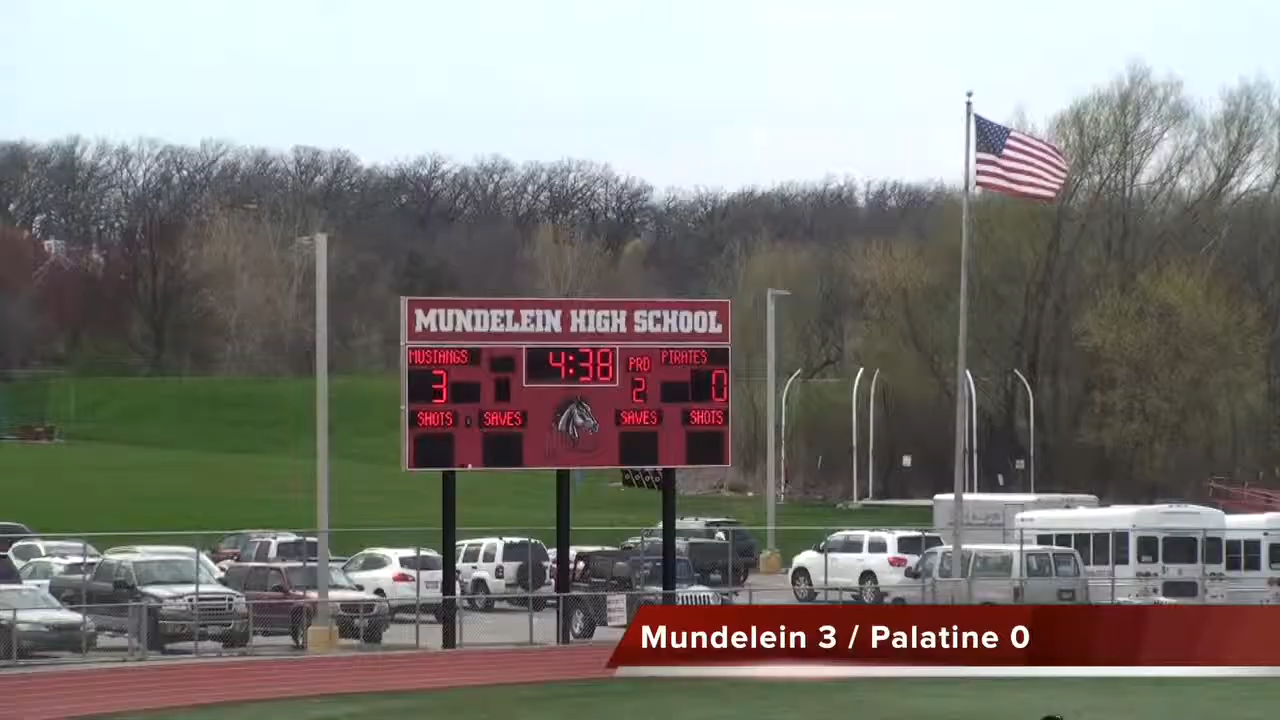 MUNDELEIN HIGH SCHOOL
MUSTANGS 4:38 PRD PIRATES
3 2 0
SHOTS SAVES SAVES SHOTS
Mundelein 3 / Palatine 0